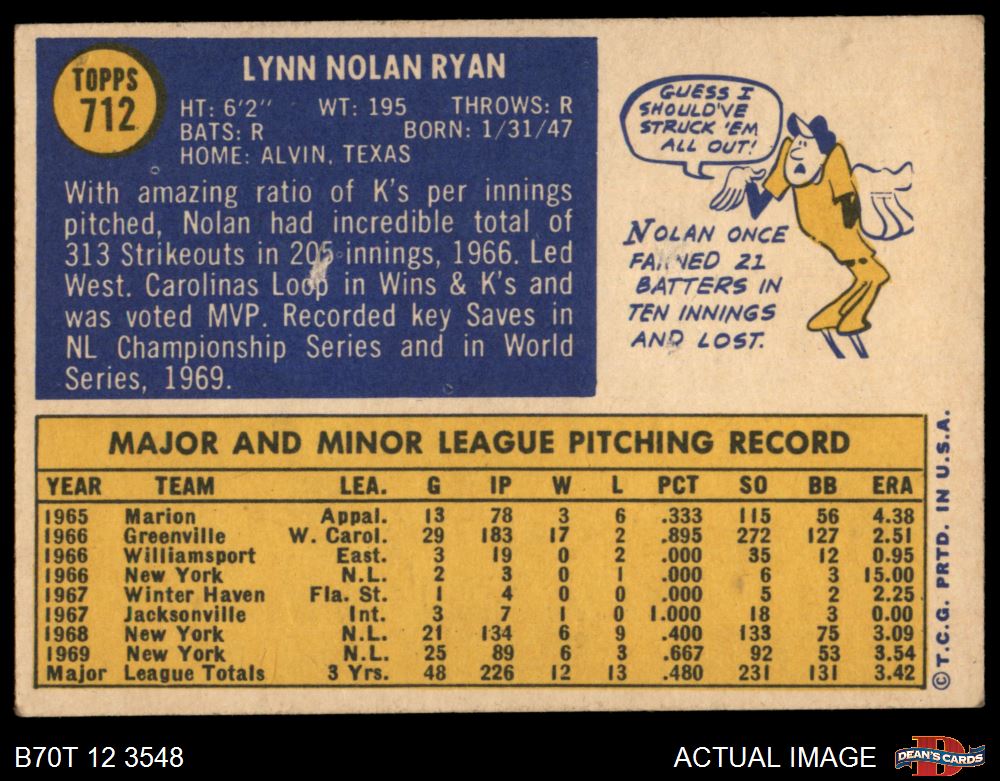 TOPPS
712
LYNN NOLAN RYAN
HT: 6'2" WT: 195 THROWS: R
BATS: R BORN: 1/31/47
HOME: ALVIN, TEXAS
With amazing ratio of K's per innings
pitched, Nolan had incredible total of
313 Strikeouts in 205 innings, 1966. Led
West. Carolinas Loop in Wins & K's and
was voted MVP. Recorded key Saves in
NL Championship Series and in World
Series, 1969.
GUESS I
SHOULD'VE
STRUCK 'EM
ALL OUT!
NOLAN ONCE
FANNED 21
BATTERS IN
TEN INNINGS
AND LOST.
MAJOR AND MINOR LEAGUE PITCHING RECORD
YEAR TEAM LEA. G IP W L PCT SO BB ERA
1965 Marion Appal. 13 78 3 6 .333 115 56 4.38
1966 Greenville W. Carol. 29 183 17 2 .895 272 127 2.51
1966 Williamsport East. 3 19 0 2 .000 35 12 0.95
1966 New York N.L. 2 3 0 1 .000 6 3 15.00
1967 Winter Haven Fla. St. 1 4 0 0 .000 5 2 2.25
1967 Jacksonville Int. 3 7 1 0 1.000 18 3 0.00
1968 New York N.L. 21 134 6 9 .400 133 75 3.09
1969 New York N.L. 25 89 6 3 .667 92 53 3.54
Major League Totals 3 Yrs. 48 226 12 13 .480 231 131 3.42
©T.C.G. PRTD. IN U.S.A.
B70T 12 3548
ACTUAL IMAGE
D
DEAN'S CARDS